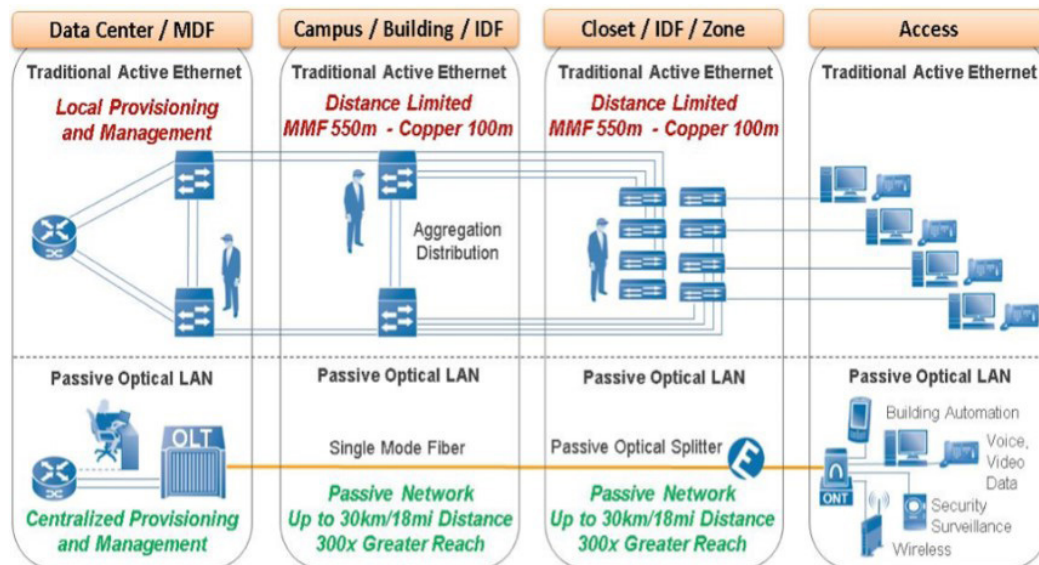 Data Center / MDF
Campus / Building / IDF
Closet / IDF / Zone
Access
Traditional Active Ethernet
Local Provisioning
and Management
Traditional Active Ethernet
Distance Limited
MMF 550m - Copper 100m
Aggregation
Distribution
Traditional Active Ethernet
Distance Limited
MMF 550m - Copper 100m
Traditional Active Ethernet
Passive Optical LAN
OLT
Centralized Provisioning
and Management
Passive Optical LAN
Single Mode Fiber
Passive Network
Up to 30km/18mi Distance
300x Greater Reach
Passive Optical LAN
Passive Optical Splitter
E
Passive Network
Up to 30km/18mi Distance
300x Greater Reach
Passive Optical LAN
Building Automation
Voice,
Video
Data
ONT
Security
Surveillance
Wireless